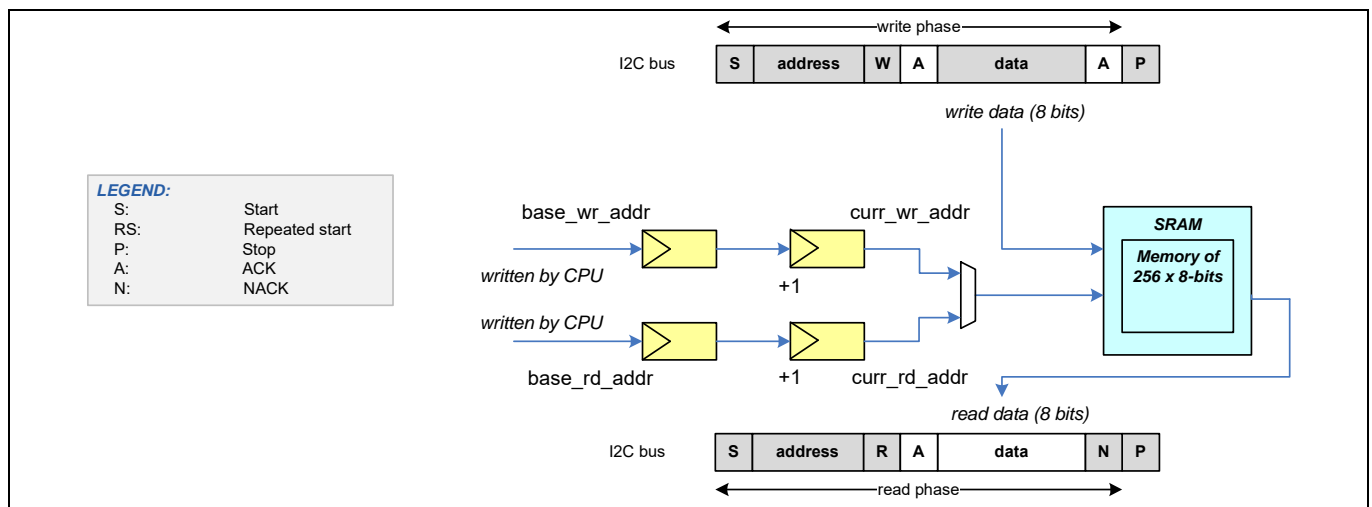 write phase
I2C bus
S address W A data A P
write data (8 bits)
LEGEND:
S: Start
RS: Repeated start
P: Stop
A: ACK
N: NACK
base_wr_addr
curr_wr_addr
written by CPU
+1
SRAM
Memory of
256 x 8-bits
written by CPU
base_rd_addr
+1
curr_rd_addr
read data (8 bits)
I2C bus
S address R A data N P
read phase